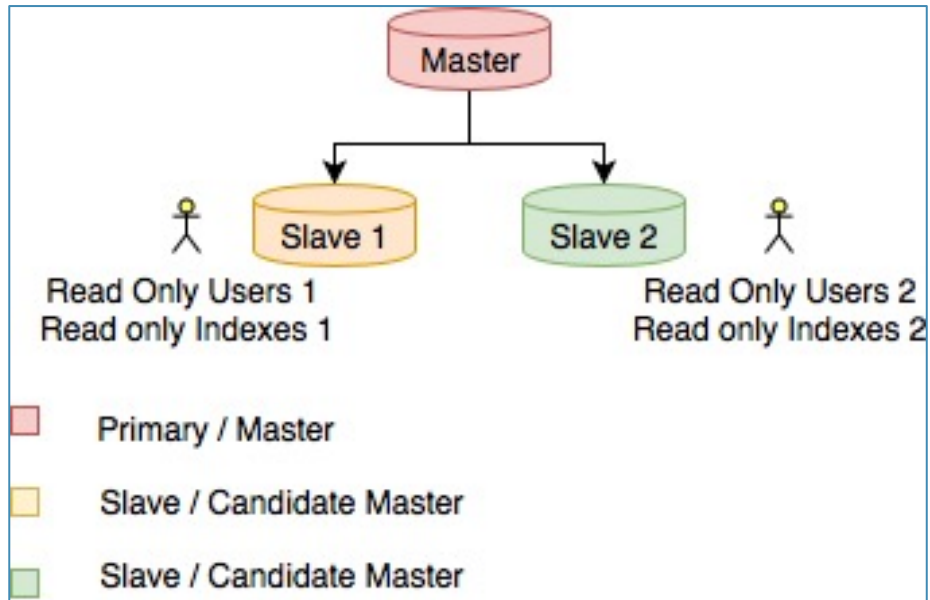 Master
Slave 1
Slave 2
Read Only Users 1
Read only Indexes 1
Read Only Users 2
Read only Indexes 2
Primary / Master
Slave / Candidate Master
Slave / Candidate Master